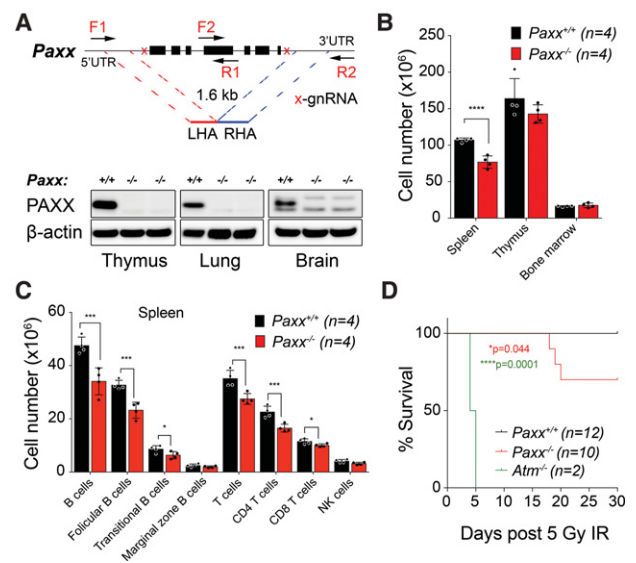 A
F1
F2
Paxx
x
x
3'UTR
5'UTR
R1
R2
1.6 kb
x-gnRNA
LHA RHA
Paxx: +/+ -/- -/- +/+ -/- -/- +/+ -/- -/-
PAXX
β-actin
Thymus Lung Brain
B
Paxx+/+ (n=4)
Paxx-/- (n=4)
Cell number (x10⁶)
250
200
150
100
50
0
****
Spleen
Thymus
Bone marrow
C
Spleen
Paxx+/+ (n=4)
Paxx-/- (n=4)
Cell number (x10⁶)
60
40
20
0
***
***
*
***
***
*
B cells
Folicular B cells
Transitional B cells
Marginal zone B cells
T cells
CD4 T cells
CD8 T cells
NK cells
D
% Survival
100
50
0
*p=0.044
****p=0.0001
Paxx+/+ (n=12)
Paxx-/- (n=10)
Atm-/- (n=2)
0 10 20 30
Days post 5 Gy IR